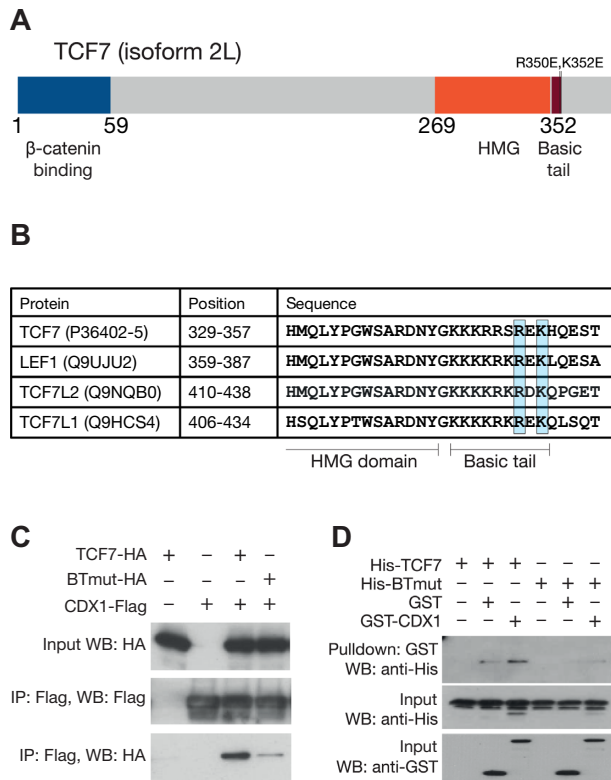 A
TCF7 (isoform 2L)
R350E,K352E
1 59 269 352
β-catenin binding HMG Basic tail
B
Protein Position Sequence
TCF7 (P36402-5) 329-357 HMQLYPGWSARDNYGKKKRRSREKHQEST
LEF1 (Q9UJU2) 359-387 HMQLYPGWSARDNYGKKKKRKREKLQESA
TCF7L2 (Q9NQB0) 410-438 HMQLYPGWSARDNYGKKKKRKRDKQPGET
TCF7L1 (Q9HCS4) 406-434 HSQLYPTWSARDNYGKKKKRKREKQLSQT
HMG domain Basic tail
C
TCF7-HA + − + −
BTmut-HA − − − +
CDX1-Flag − + + +
Input WB: HA
IP: Flag, WB: Flag
IP: Flag, WB: HA
D
His-TCF7 + + + − − −
His-BTmut − − − + + +
GST − + − − + −
GST-CDX1 − − + − − +
Pulldown: GST
WB: anti-His
Input
WB: anti-His
Input
WB: anti-GST